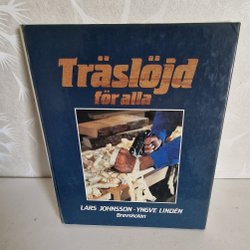 Träslöjd
för alla
LARS JOHNSSON · YNGVE LINDÉN
Brevskolan